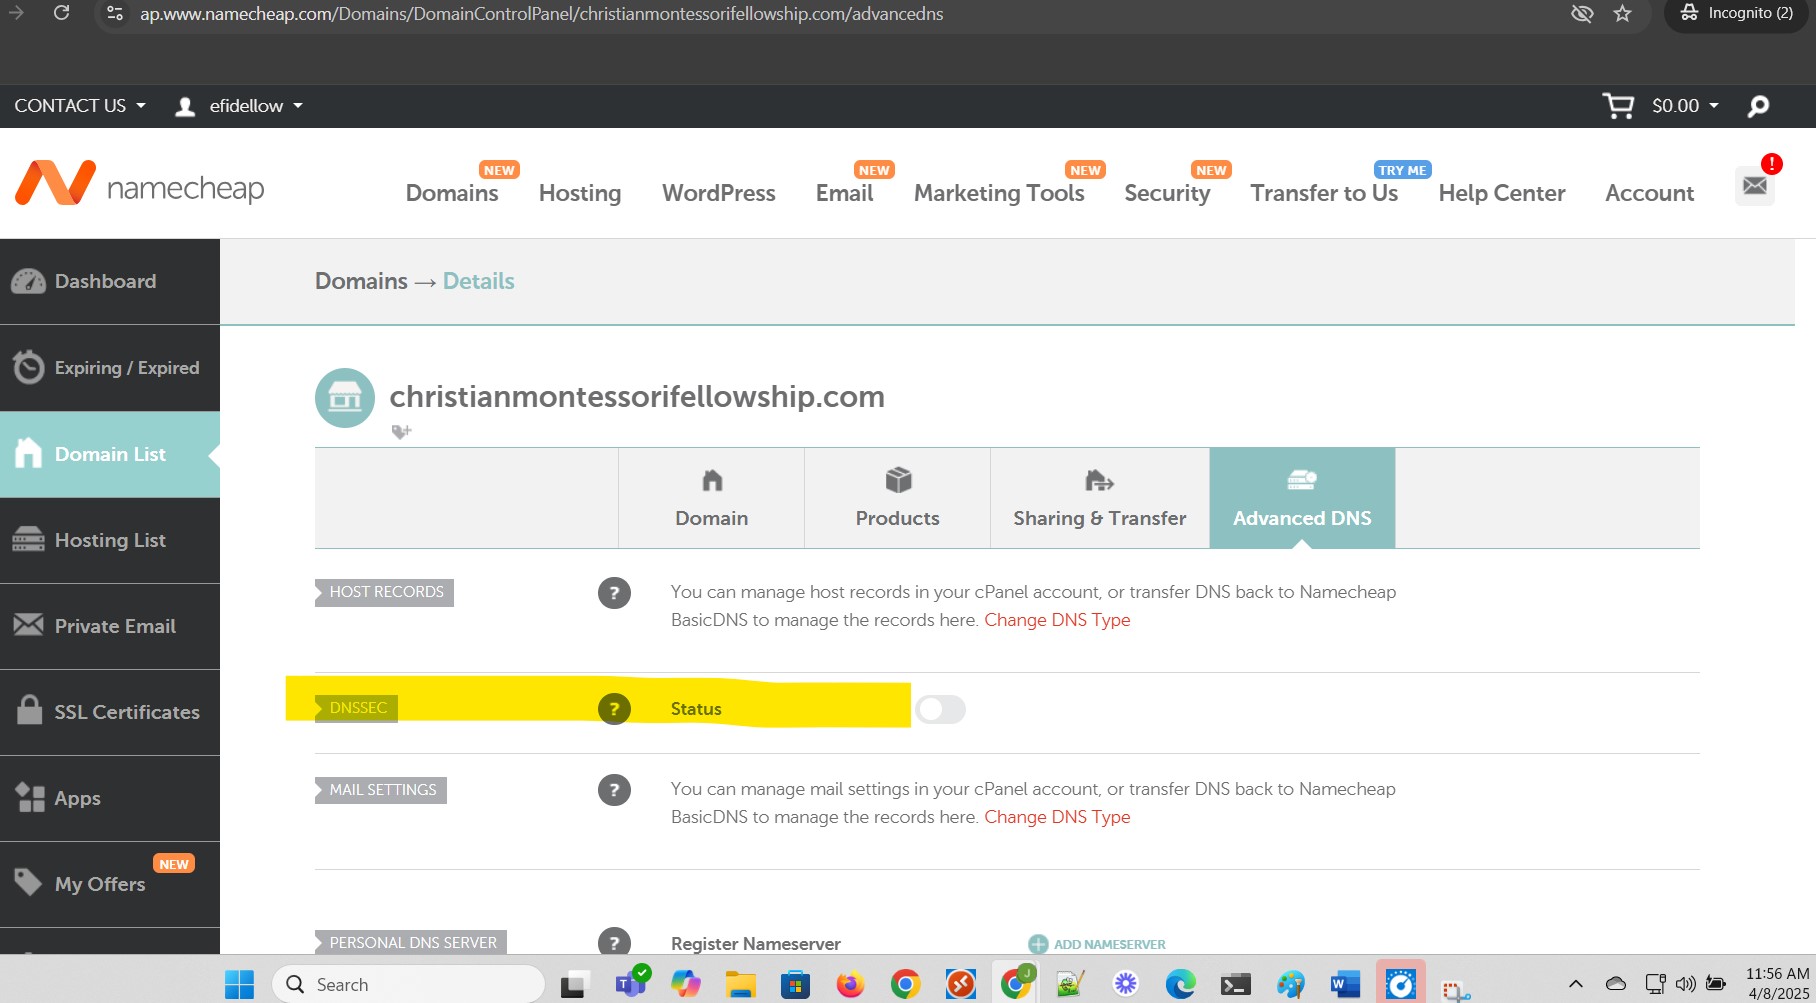 ap.www.namecheap.com/Domains/DomainControlPanel/christianmontessorifellowship.com/advancedns
Incognito (2)
CONTACT US
efidellow
$0.00
namecheap
Domains NEW
Hosting
WordPress
Email NEW
Marketing Tools NEW
Security NEW
Transfer to Us TRY ME
Help Center
Account
!
Dashboard
Expiring / Expired
Domain List
Hosting List
Private Email
SSL Certificates
Apps
NEW
My Offers
Domains → Details
christianmontessorifellowship.com
Domain
Products
Sharing & Transfer
Advanced DNS
HOST RECORDS
?
You can manage host records in your cPanel account, or transfer DNS back to Namecheap
BasicDNS to manage the records here. Change DNS Type
DNSSEC
?
Status
MAIL SETTINGS
?
You can manage mail settings in your cPanel account, or transfer DNS back to Namecheap
BasicDNS to manage the records here. Change DNS Type
PERSONAL DNS SERVER
?
Register Nameserver
ADD NAMESERVER
Search
11:56 AM
4/8/2025